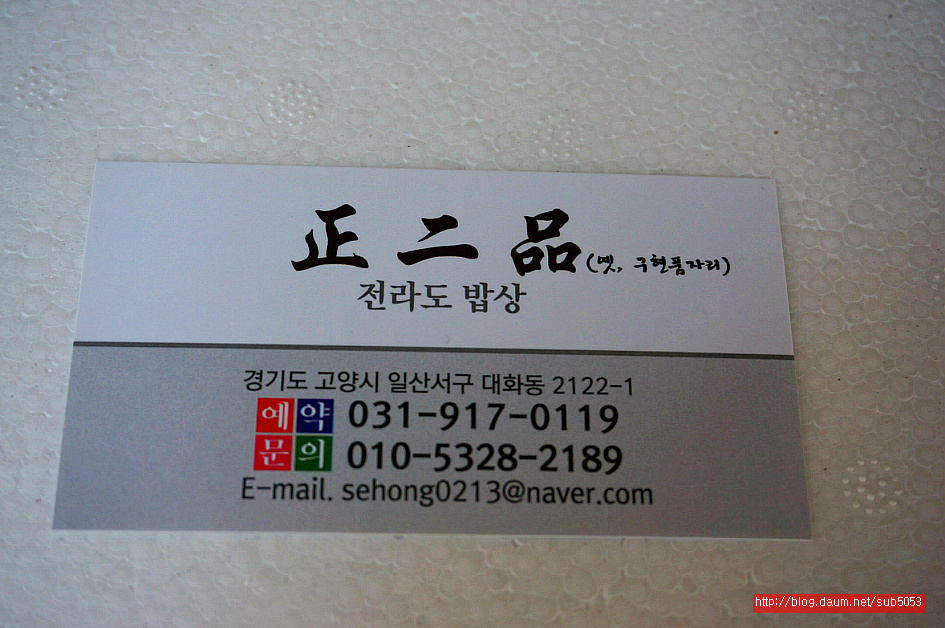 正二品 (옛, 구현품자리)
전라도 밥상
경기도 고양시 일산서구 대화동 2122-1
예약 031-917-0119
문의 010-5328-2189
E-mail. sehong0213@naver.com
http://blog.daum.net/sub5053